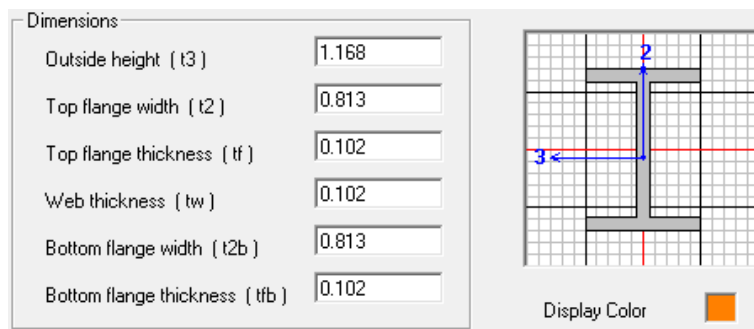 Dimensions
Outside height ( t3 ) 1.168
Top flange width ( t2 ) 0.813
Top flange thickness ( tf ) 0.102
Web thickness ( tw ) 0.102
Bottom flange width ( t2b ) 0.813
Bottom flange thickness ( tfb ) 0.102
2
3
Display Color